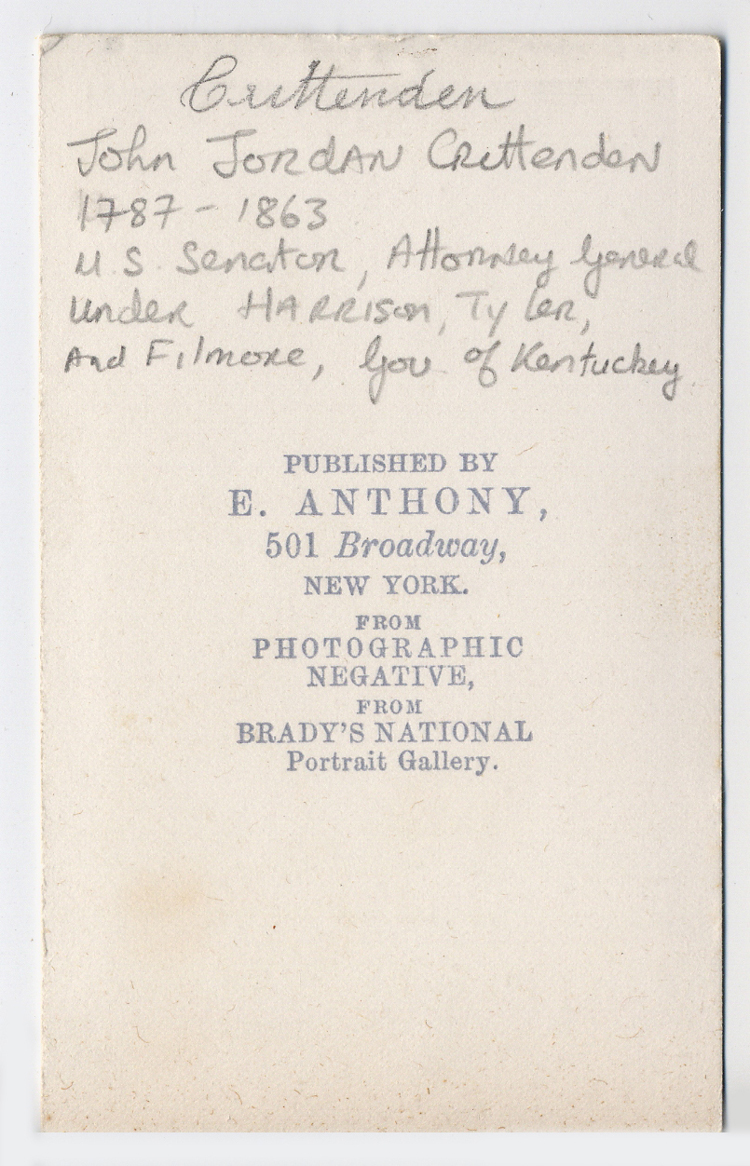 Crittenden
John Jordan Crittenden
1787 - 1863
U.S. Senator, Attorney General
Under HARRISON, Tyler,
And Filmore, Gov of Kentuckey
PUBLISHED BY
E. ANTHONY,
501 Broadway,
NEW YORK.
FROM
PHOTOGRAPHIC
NEGATIVE,
FROM
BRADY'S NATIONAL
Portrait Gallery.